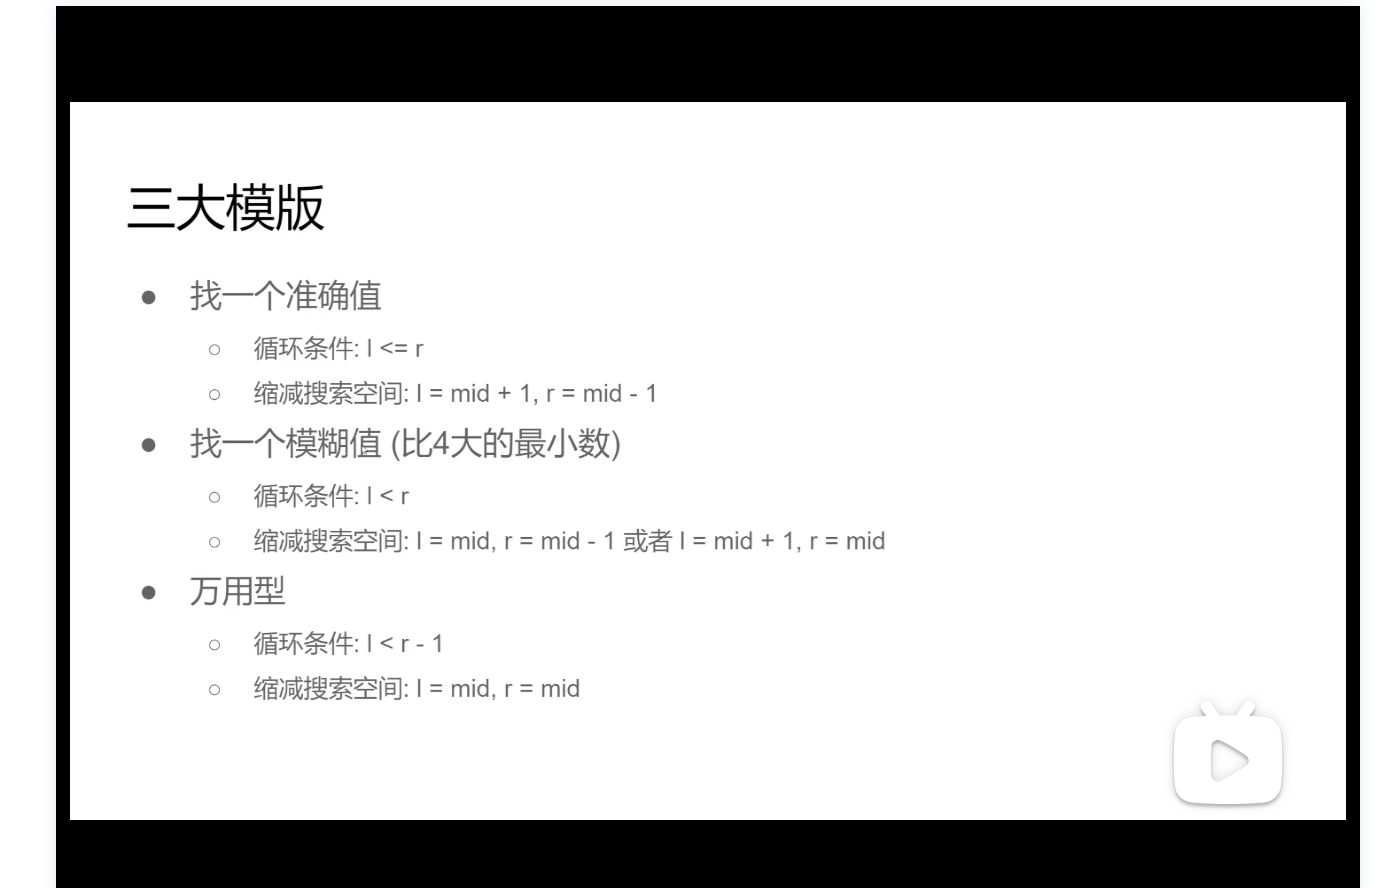 三大模版
● 找一个准确值
○ 循环条件: l <= r
○ 缩减搜索空间: l = mid + 1, r = mid - 1
● 找一个模糊值 (比4大的最小数)
○ 循环条件: l < r
○ 缩减搜索空间: l = mid, r = mid - 1 或者 l = mid + 1, r = mid
● 万用型
○ 循环条件: l < r - 1
○ 缩减搜索空间: l = mid, r = mid